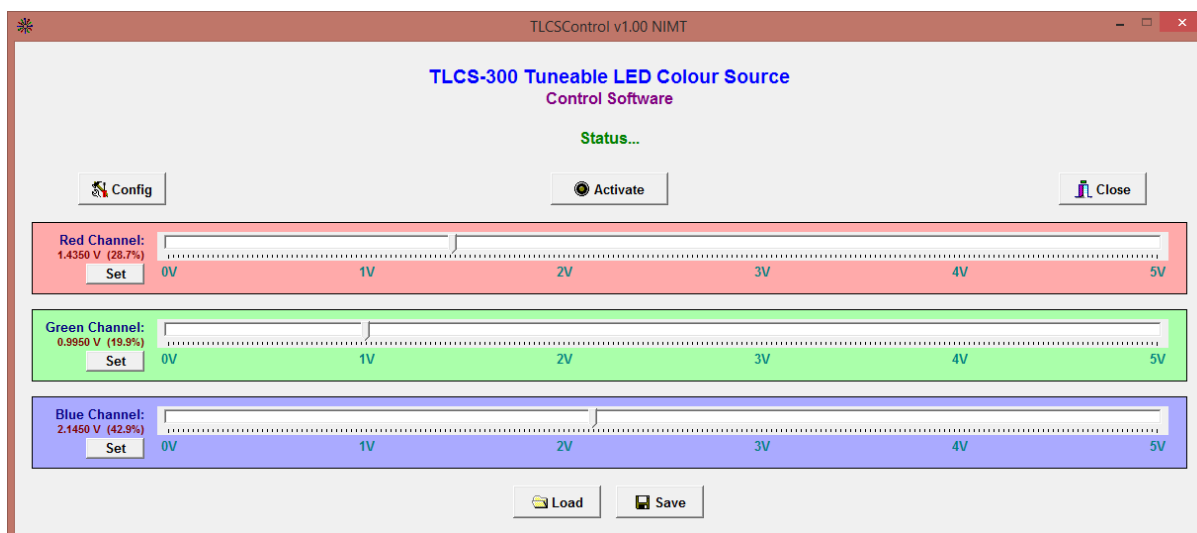 TLCSControl v1.00 NIMT
TLCS-300 Tuneable LED Colour Source
Control Software
Status...
Config
Activate
Close
Red Channel:
1.4350 V (28.7%)
Set
0V 1V 2V 3V 4V 5V
Green Channel:
0.9950 V (19.9%)
Set
0V 1V 2V 3V 4V 5V
Blue Channel:
2.1450 V (42.9%)
Set
0V 1V 2V 3V 4V 5V
Load
Save